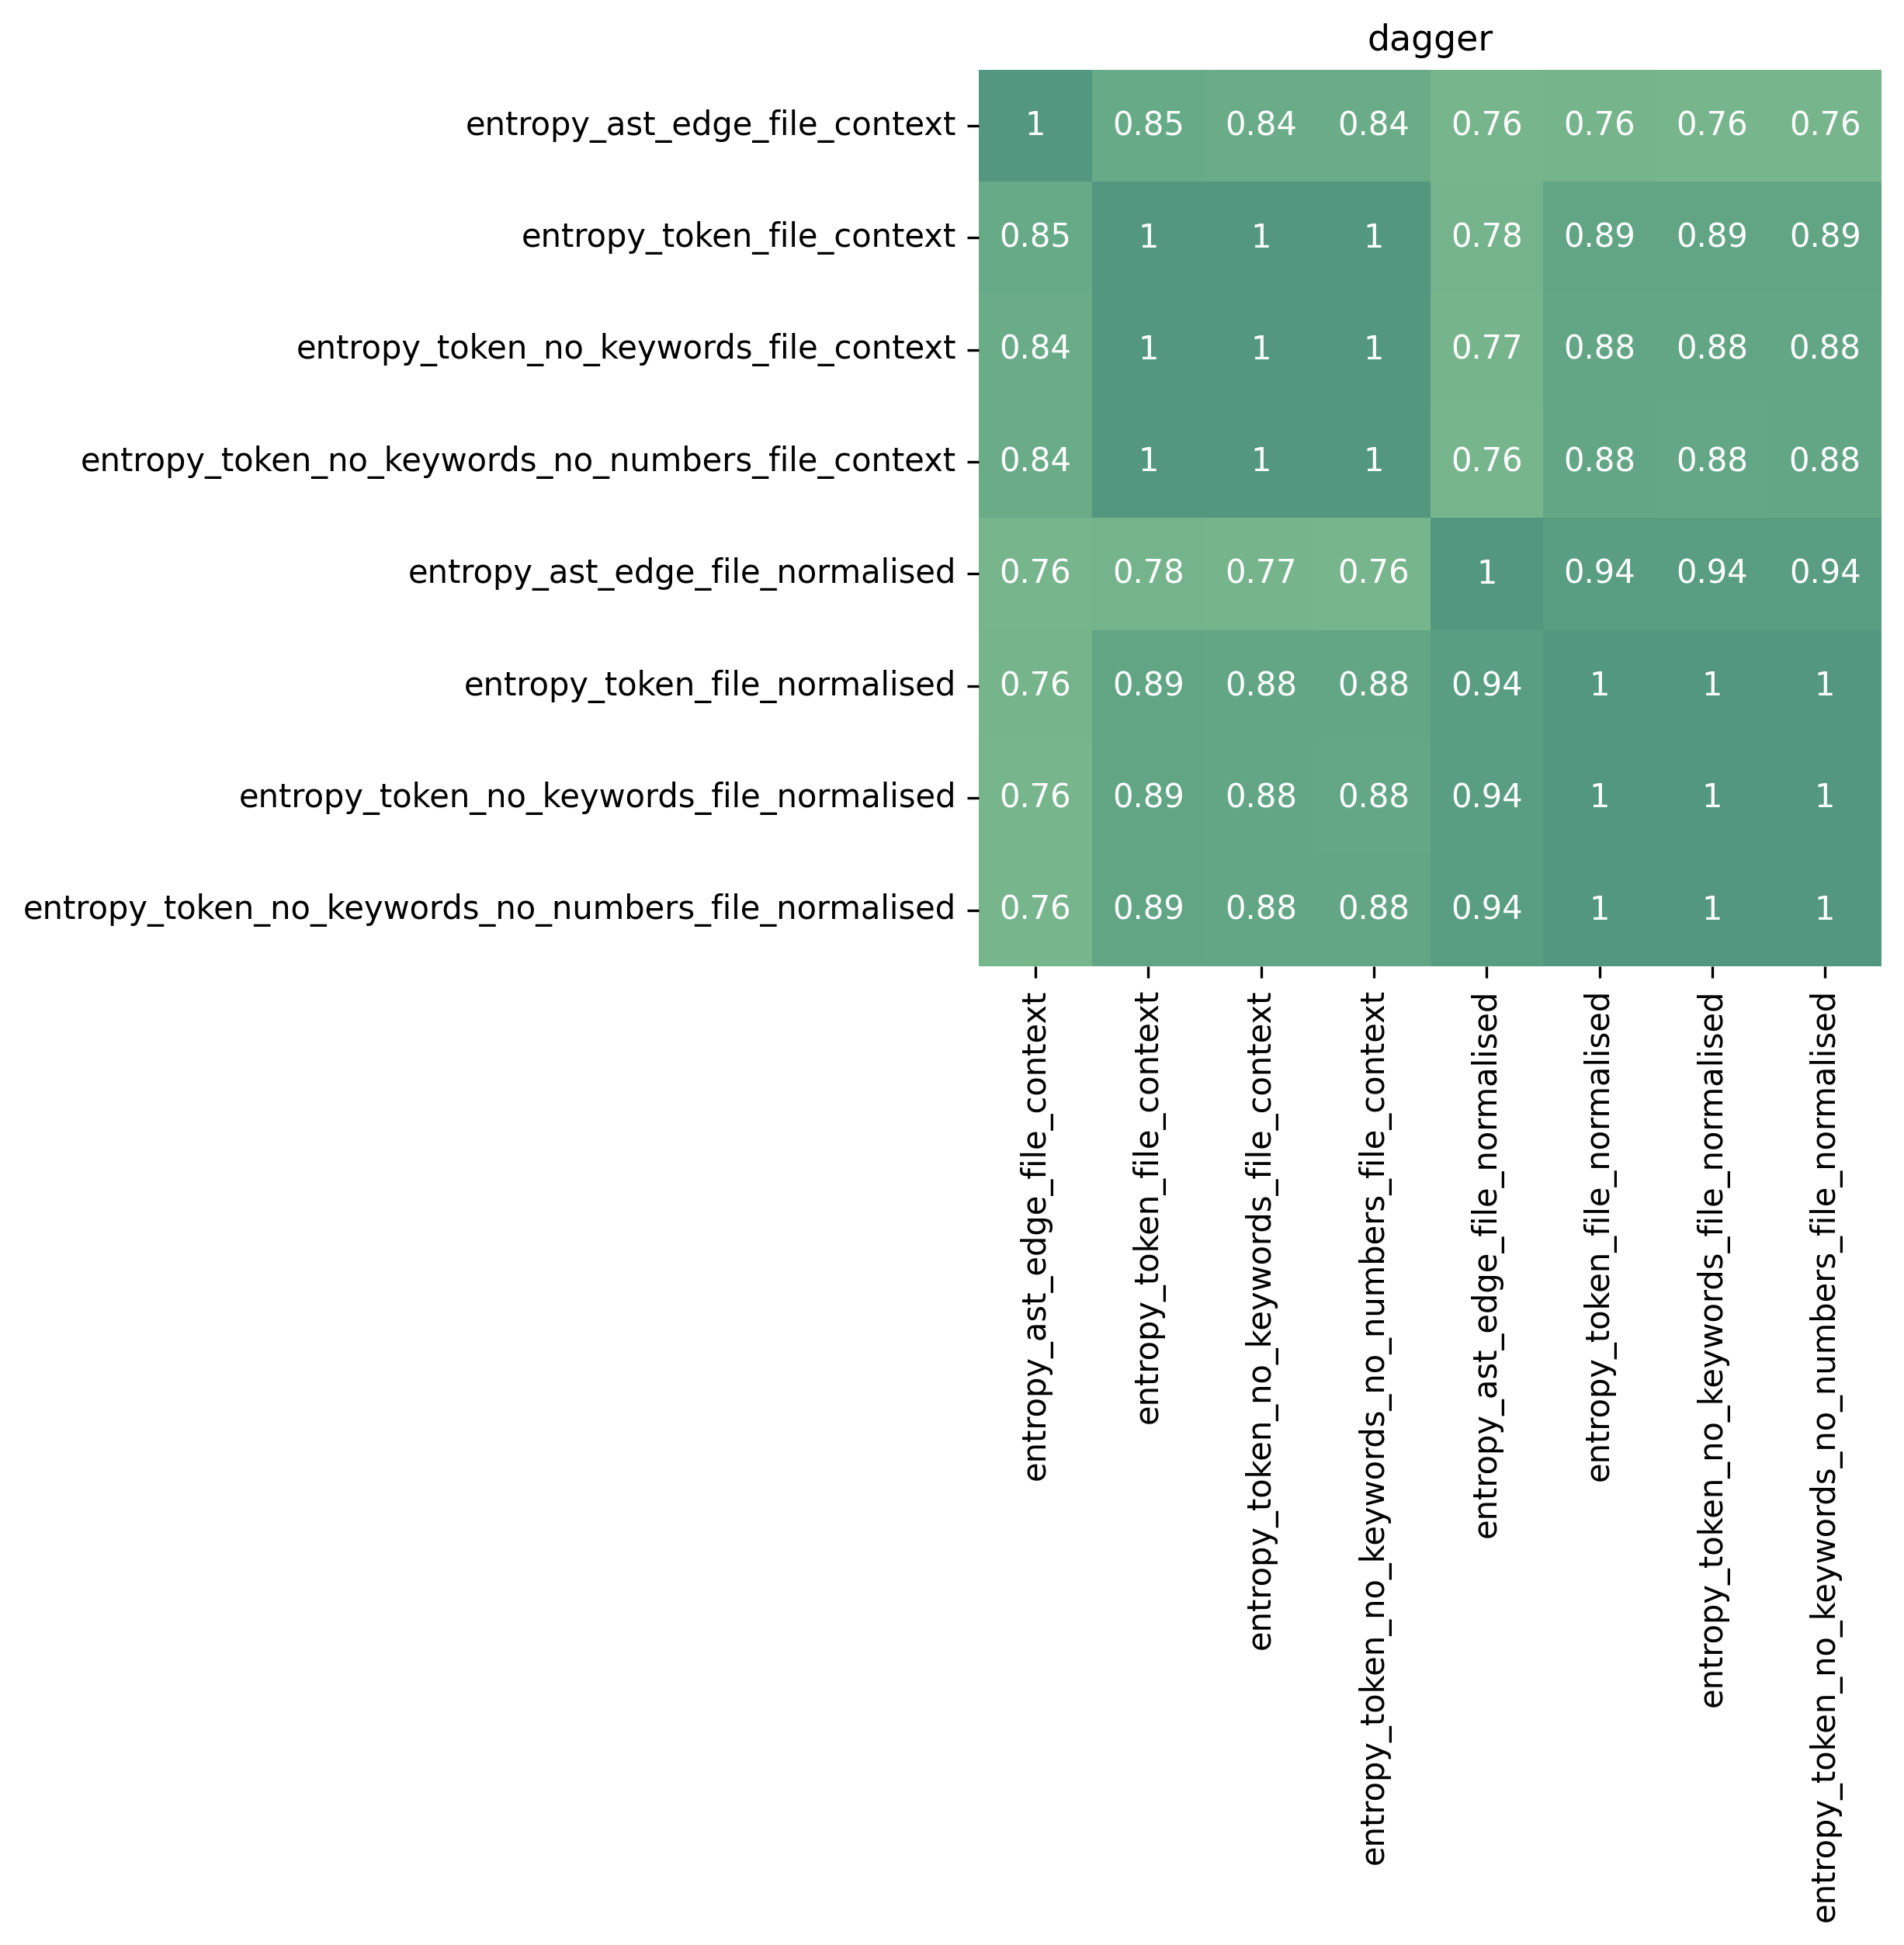 dagger
entropy_ast_edge_file_context 1 0.85 0.84 0.84 0.76 0.76 0.76 0.76
entropy_token_file_context 0.85 1 1 1 0.78 0.89 0.89 0.89
entropy_token_no_keywords_file_context 0.84 1 1 1 0.77 0.88 0.88 0.88
entropy_token_no_keywords_no_numbers_file_context 0.84 1 1 1 0.76 0.88 0.88 0.88
entropy_ast_edge_file_normalised 0.76 0.78 0.77 0.76 1 0.94 0.94 0.94
entropy_token_file_normalised 0.76 0.89 0.88 0.88 0.94 1 1 1
entropy_token_no_keywords_file_normalised 0.76 0.89 0.88 0.88 0.94 1 1 1
entropy_token_no_keywords_no_numbers_file_normalised 0.76 0.89 0.88 0.88 0.94 1 1 1
entropy_ast_edge_file_context
entropy_token_file_context
entropy_token_no_keywords_file_context
entropy_token_no_keywords_no_numbers_file_context
entropy_ast_edge_file_normalised
entropy_token_file_normalised
entropy_token_no_keywords_file_normalised
entropy_token_no_keywords_no_numbers_file_normalised